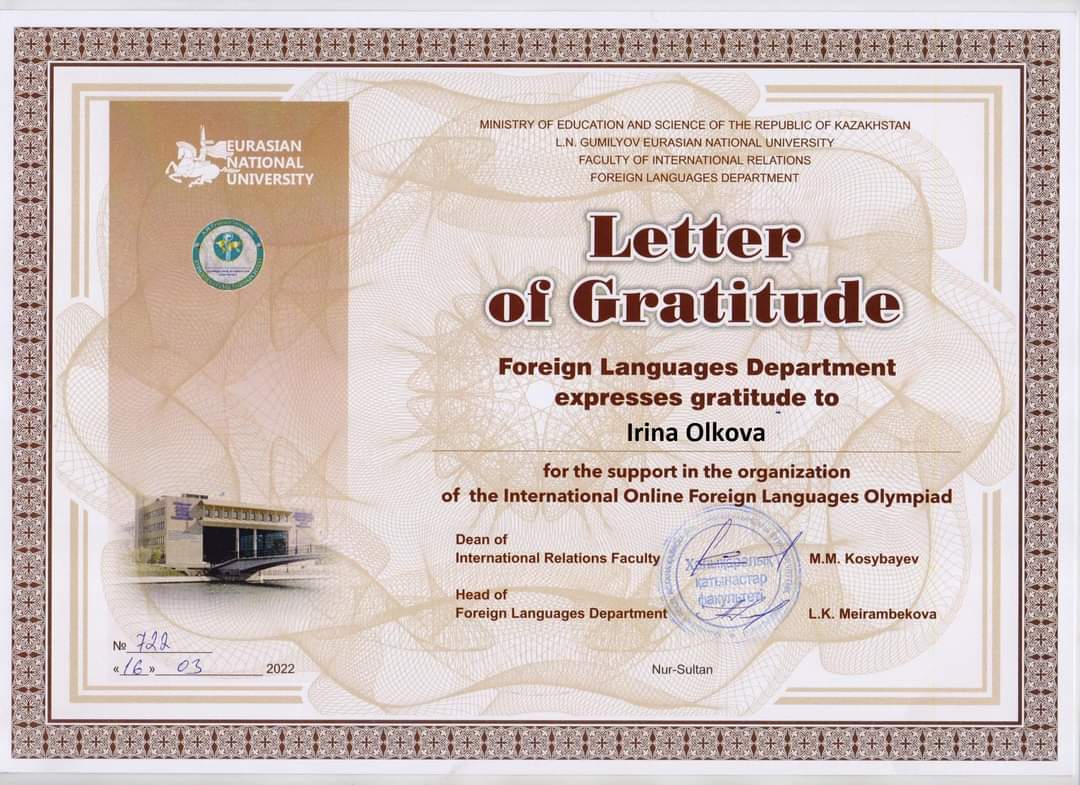 EURASIAN
NATIONAL
UNIVERSITY
MINISTRY OF EDUCATION AND SCIENCE OF THE REPUBLIC OF KAZAKHSTAN
L.N. GUMILYOV EURASIAN NATIONAL UNIVERSITY
FACULTY OF INTERNATIONAL RELATIONS
FOREIGN LANGUAGES DEPARTMENT
Letter
of Gratitude
Foreign Languages Department
expresses gratitude to
Irina Olkova
for the support in the organization
of the International Online Foreign Languages Olympiad
Dean of
International Relations Faculty
M.M. Kosybayev
Халықаралық
қатынастар
факультеті
Head of
Foreign Languages Department
L.K. Meirambekova
№ 722
« 16 » 03 2022
Nur-Sultan